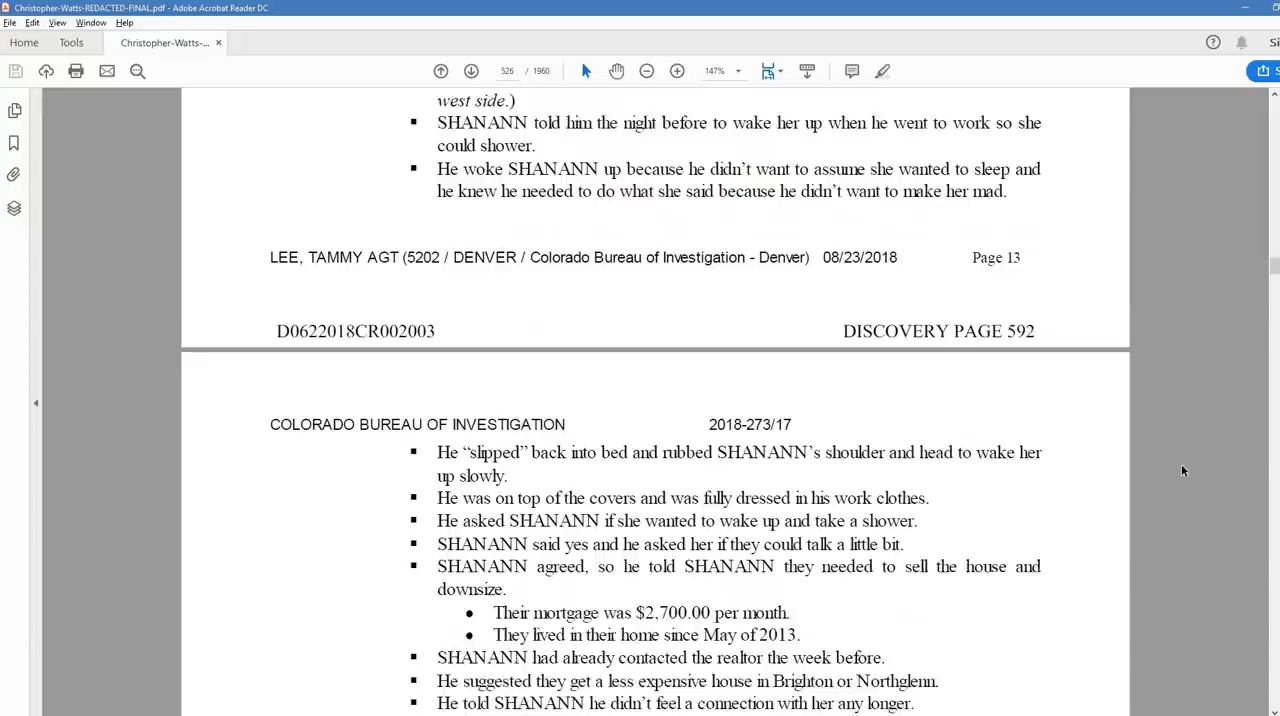 Christopher-Watts-REDACTED-FINAL.pdf - Adobe Acrobat Reader DC
File Edit View Window Help
Home Tools Christopher-Watts-... × ? Si
526 / 1960 147%
west side.)
▪ SHANANN told him the night before to wake her up when he went to work so she
could shower.
▪ He woke SHANANN up because he didn’t want to assume she wanted to sleep and
he knew he needed to do what she said because he didn’t want to make her mad.
LEE, TAMMY AGT (5202 / DENVER / Colorado Bureau of Investigation - Denver) 08/23/2018 Page 13
D0622018CR002003 DISCOVERY PAGE 592
COLORADO BUREAU OF INVESTIGATION 2018-273/17
▪ He “slipped” back into bed and rubbed SHANANN’s shoulder and head to wake her
up slowly.
▪ He was on top of the covers and was fully dressed in his work clothes.
▪ He asked SHANANN if she wanted to wake up and take a shower.
▪ SHANANN said yes and he asked her if they could talk a little bit.
▪ SHANANN agreed, so he told SHANANN they needed to sell the house and
downsize.
• Their mortgage was $2,700.00 per month.
• They lived in their home since May of 2013.
▪ SHANANN had already contacted the realtor the week before.
▪ He suggested they get a less expensive house in Brighton or Northglenn.
▪ He told SHANANN he didn’t feel a connection with her any longer.